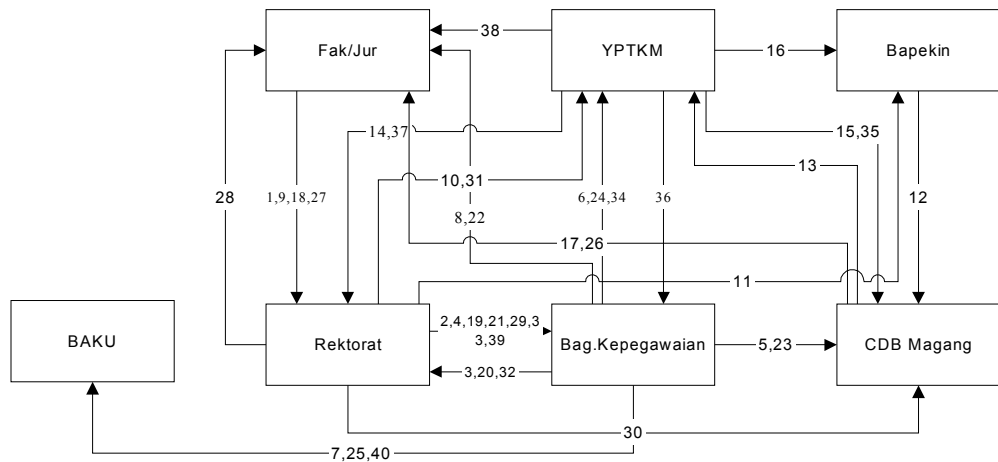 38
Fak/Jur
YPTKM
16
Bapekin
14,37
15,35
10,31
13
28
1,9,18,27
6,24,34
36
12
8,22
17,26
11
BAKU
Rektorat
2,4,19,21,29,3
3,39
Bag.Kepegawaian
5,23
CDB Magang
3,20,32
30
7,25,40